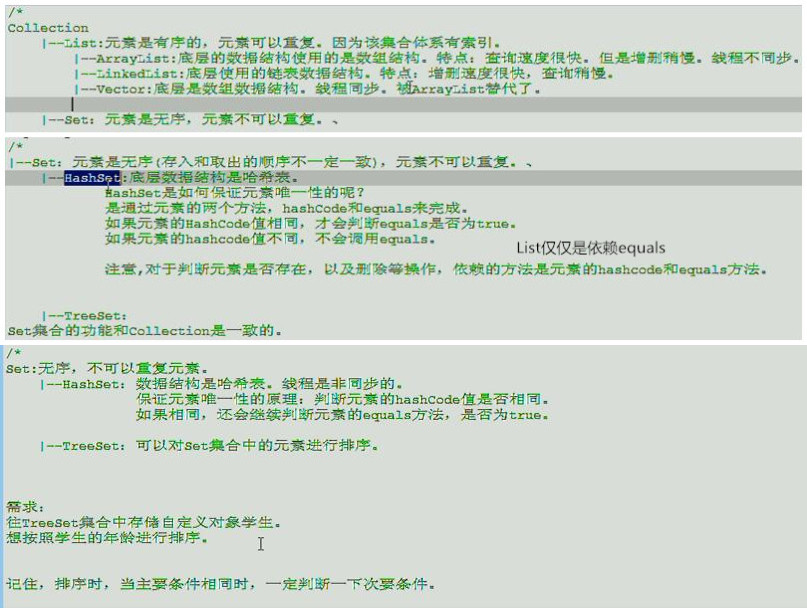 /*
Collection
|--List:元素是有序的，元素可以重复。因为该集合体系有索引。
|--ArrayList:底层的数据结构使用的是数组结构。特点：查询速度很快。但是增删稍慢。线程不同步。
|--LinkedList:底层使用的链表数据结构。特点：增删速度很快，查询稍慢。
|--Vector:底层是数组数据结构。线程同步。被ArrayList替代了。
|--Set：元素是无序，元素不可以重复。、
/*
|--Set：元素是无序(存入和取出的顺序不一定一致)，元素不可以重复。、
|--HashSet:底层数据结构是哈希表。
HashSet是如何保证元素唯一性的呢？
是通过元素的两个方法，hashCode和equals来完成。
如果元素的HashCode值相同，才会判断equals是否为true。
如果元素的hashcode值不同，不会调用equals。
List仅仅是依赖equals
注意,对于判断元素是否存在，以及删除等操作，依赖的方法是元素的hashcode和equals方法。
|--TreeSet：
Set集合的功能和Collection是一致的。
/*
Set:无序，不可以重复元素。
|--HashSet：数据结构是哈希表。线程是非同步的。
保证元素唯一性的原理：判断元素的hashCode值是否相同。
如果相同，还会继续判断元素的equals方法，是否为true。
|--TreeSet：可以对Set集合中的元素进行排序。
需求：
往TreeSet集合中存储自定义对象学生。
想按照学生的年龄进行排序。
记住，排序时，当主要条件相同时，一定判断一下次要条件。